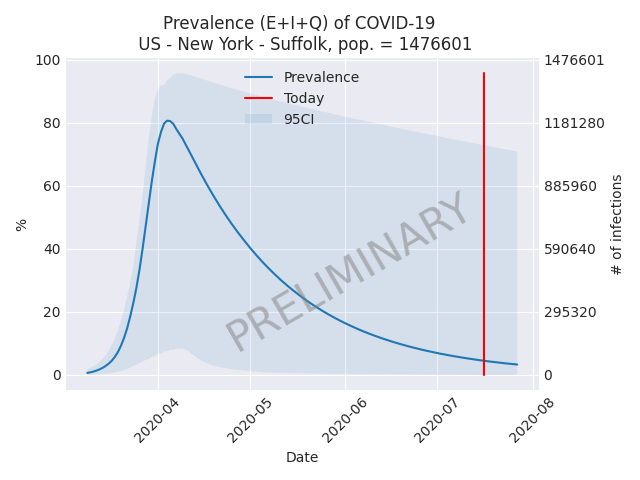 Prevalence (E+I+Q) of COVID-19
US - New York - Suffolk, pop. = 1476601
100
80
60
40
20
0
%
1476601
1181280
885960
590640
295320
0
# of infections
Prevalence
Today
95CI
PRELIMINARY
2020-04
2020-05
2020-06
2020-07
2020-08
Date